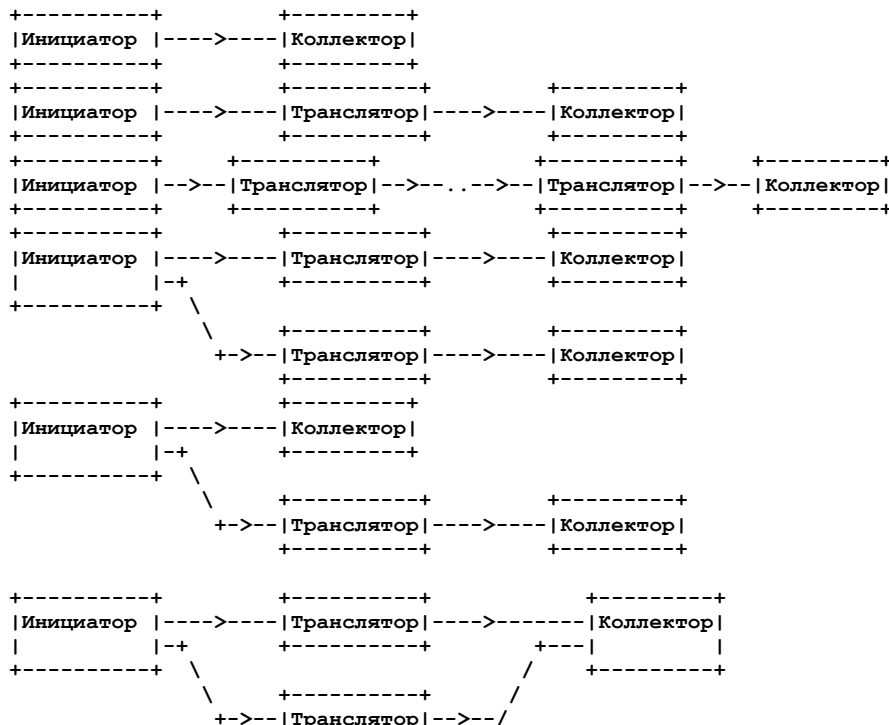 +----------+         +---------+
|Инициатор |---->----|Коллектор|
+----------+         +---------+
+----------+         +----------+         +---------+
|Инициатор |---->----|Транслятор|---->----|Коллектор|
+----------+         +----------+         +---------+
+----------+     +----------+            +----------+     +---------+
|Инициатор |-->--|Транслятор|-->--..-->--|Транслятор|-->--|Коллектор|
+----------+     +----------+            +----------+     +---------+
+----------+         +----------+         +---------+
|Инициатор |---->----|Транслятор|---->----|Коллектор|
|          |-+       +----------+         +---------+
+----------+  \
               \     +----------+         +---------+
                +->--|Транслятор|---->----|Коллектор|
                     +----------+         +---------+
+----------+         +---------+
|Инициатор |---->----|Коллектор|
|          |-+       +---------+
+----------+  \
               \     +----------+         +---------+
                +->--|Транслятор|---->----|Коллектор|
                     +----------+         +---------+
+----------+         +----------+            +---------+
|Инициатор |---->----|Транслятор|---->-------|Коллектор|
|          |-+       +----------+        +---|         |
+----------+  \                         /    +---------+
               \     +----------+      /
                +->--|Транслятор|-->--/